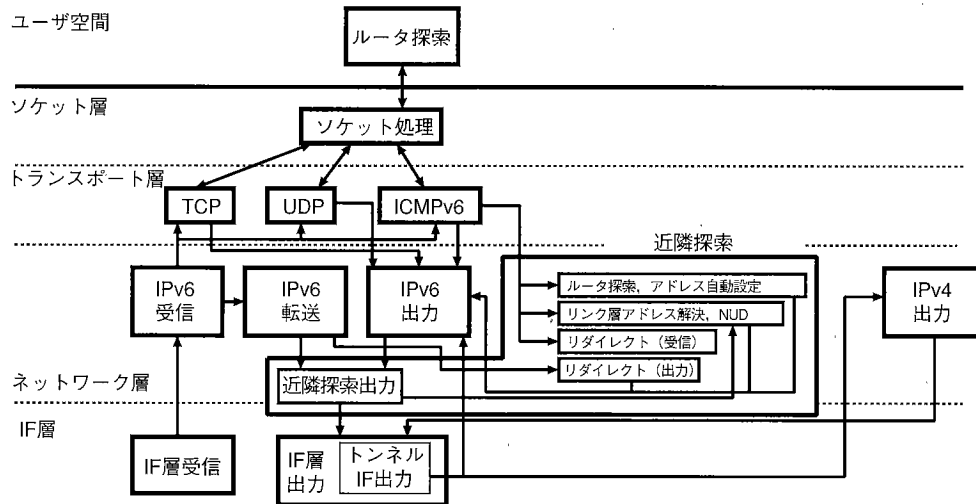 ユーザ空間
ルータ探索
ソケット層
ソケット処理
トランスポート層
TCP
UDP
ICMPv6
近隣探索
IPv6
受信
IPv6
転送
IPv6
出力
ルータ探索, アドレス自動設定
リンク層アドレス解決, NUD
リダイレクト（受信）
リダイレクト（出力）
IPv4
出力
ネットワーク層
近隣探索出力
IF層
IF層受信
IF層
出力
トンネル
IF出力